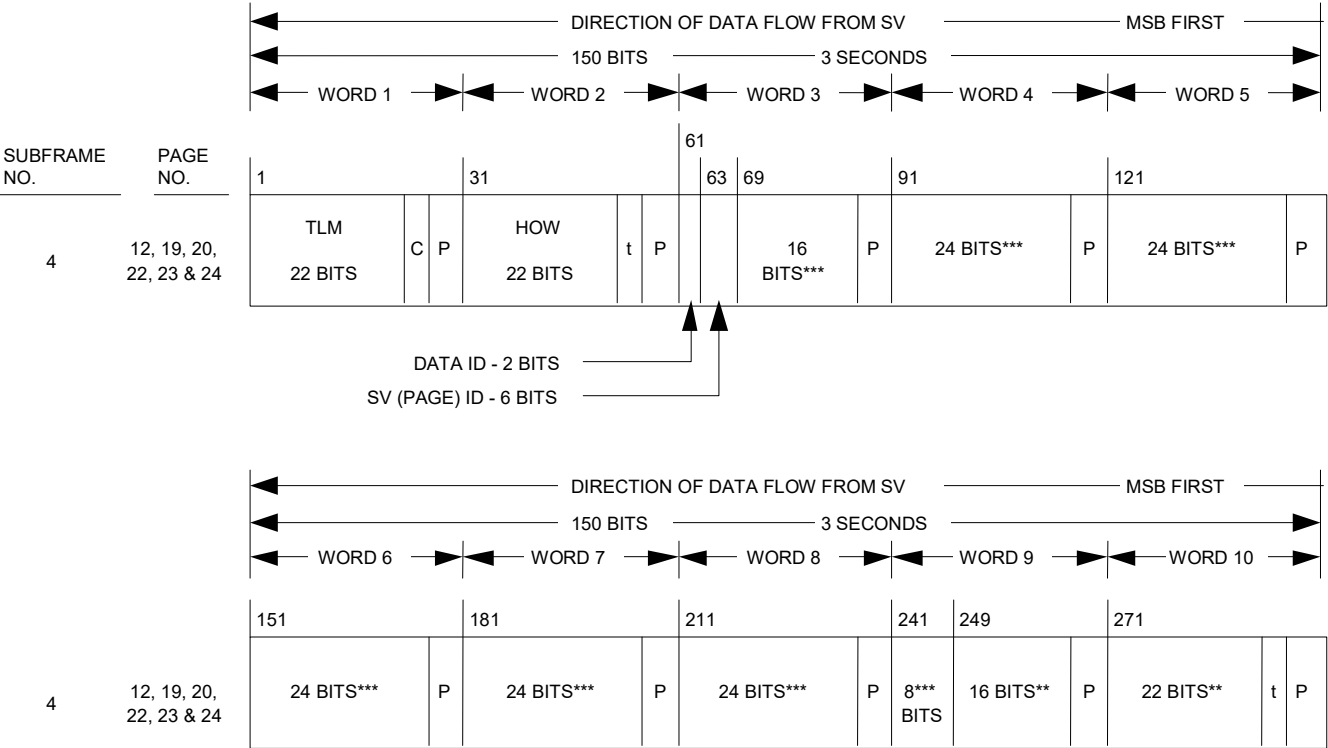 DIRECTION OF DATA FLOW FROM SV MSB FIRST
150 BITS 3 SECONDS
WORD 1 WORD 2 WORD 3 WORD 4 WORD 5
SUBFRAME NO.
PAGE NO.
61
1 31 63 69 91 121
4
12, 19, 20,
22, 23 & 24
TLM
22 BITS
C
P
HOW
22 BITS
t
P
16
BITS***
P
24 BITS***
P
24 BITS***
P
DATA ID - 2 BITS
SV (PAGE) ID - 6 BITS
DIRECTION OF DATA FLOW FROM SV MSB FIRST
150 BITS 3 SECONDS
WORD 6 WORD 7 WORD 8 WORD 9 WORD 10
151 181 211 241 249 271
4
12, 19, 20,
22, 23 & 24
24 BITS***
P
24 BITS***
P
24 BITS***
P
8***
BITS
16 BITS**
P
22 BITS**
t
P